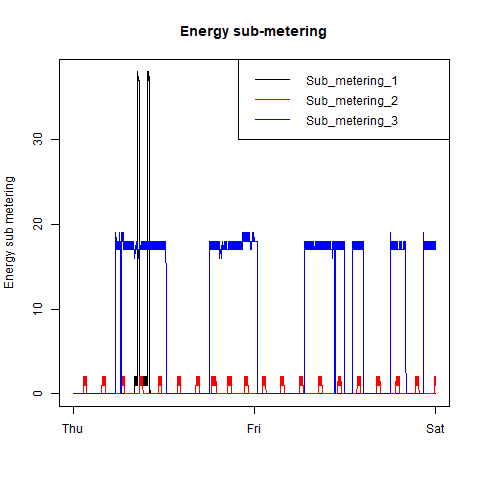 Energy sub-metering
Sub_metering_1
Sub_metering_2
Sub_metering_3
Energy sub metering
30
20
10
0
Thu
Fri
Sat